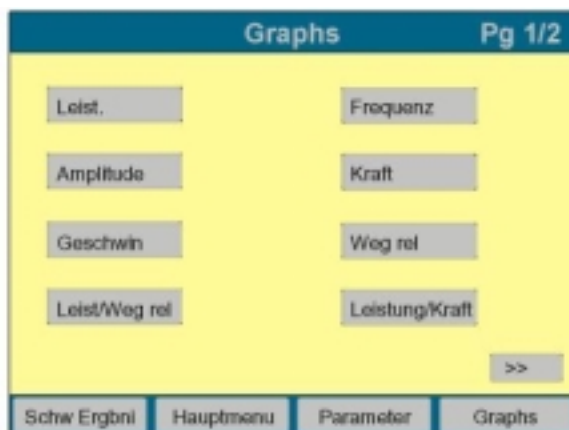 Graphs Pg 1/2
Leist. Frequenz
Amplitude Kraft
Geschwin Weg rel
Leist/Weg rel Leistung/Kraft
>>
Schw Ergbni Hauptmenu Parameter Graphs